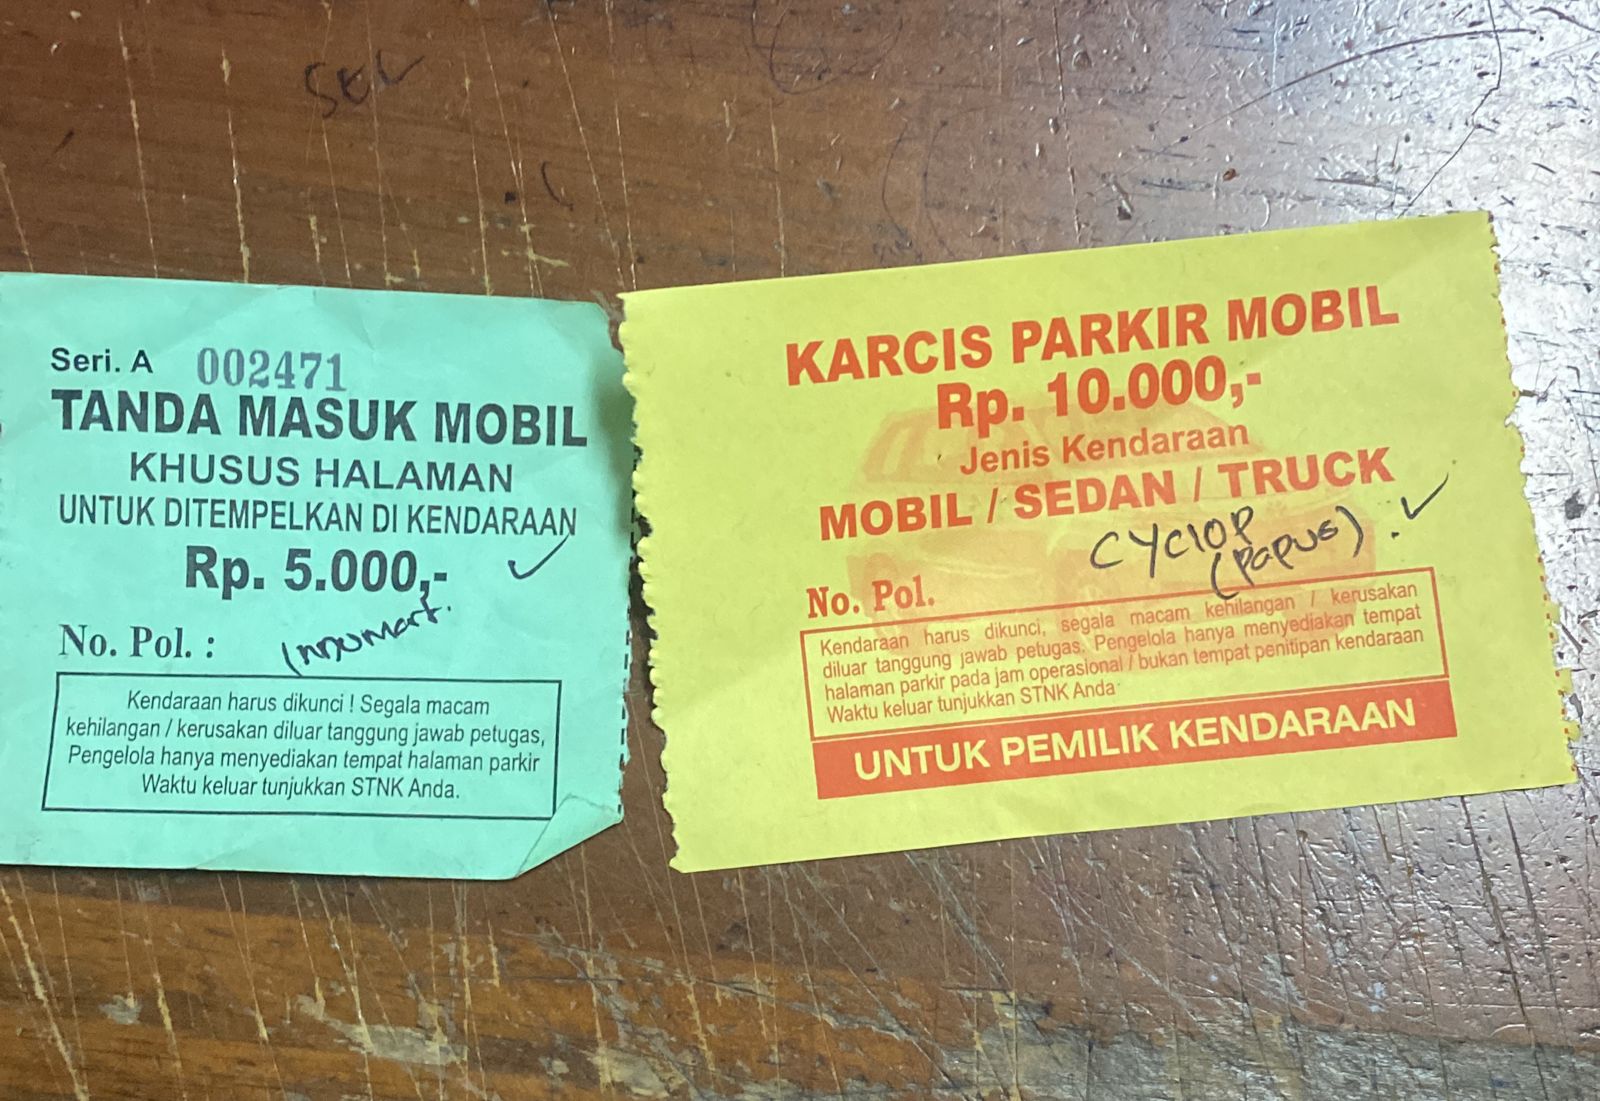 SEL
Seri. A 002471
TANDA MASUK MOBIL
KHUSUS HALAMAN
UNTUK DITEMPELKAN DI KENDARAAN
Rp. 5.000,-
No. Pol. :
Kendaraan harus dikunci ! Segala macam
kehilangan / kerusakan diluar tanggung jawab petugas,
Pengelola hanya menyediakan tempat halaman parkir
Waktu keluar tunjukkan STNK Anda.
KARCIS PARKIR MOBIL
Rp. 10.000,-
Jenis Kendaraan
MOBIL / SEDAN / TRUCK
CYCLOP
(PAPUS).
No. Pol.
Kendaraan harus dikunci, segala macam kehilangan / kerusakan
diluar tanggung jawab petugas. Pengelola hanya menyediakan tempat
halaman parkir pada jam operasional / bukan tempat penitipan kendaraan
Waktu keluar tunjukkan STNK Anda
UNTUK PEMILIK KENDARAAN